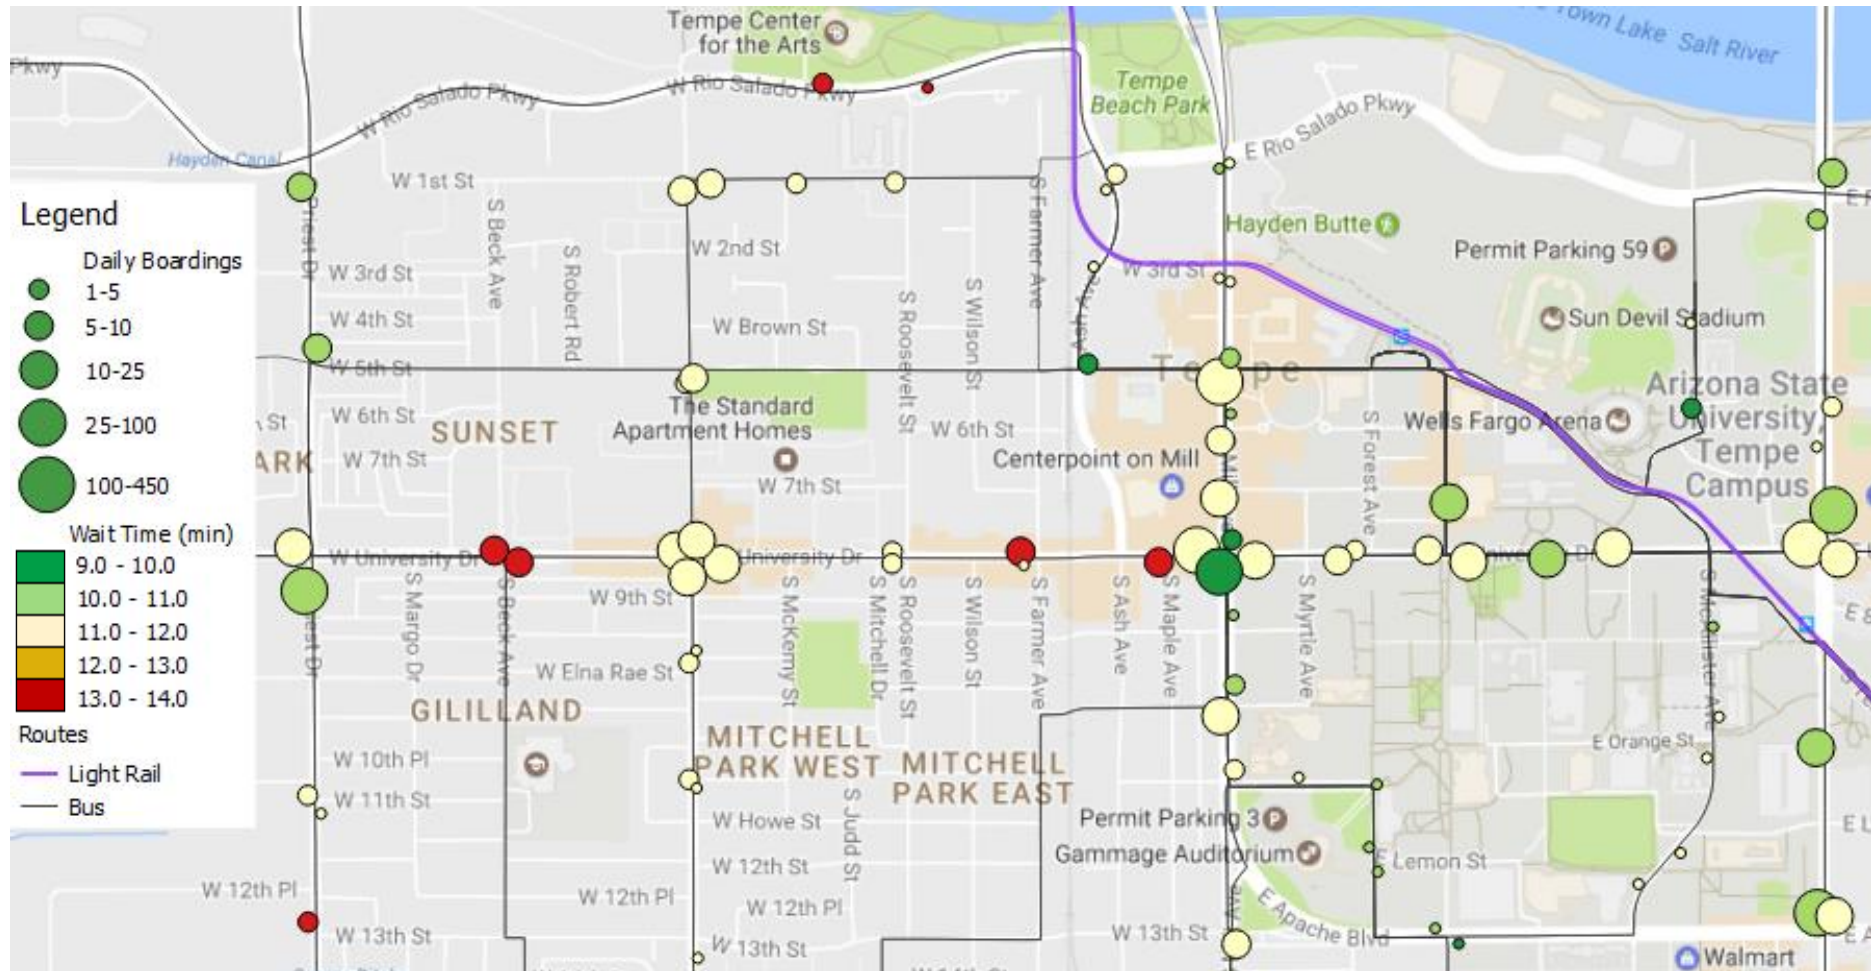 Tempe Center
for the Arts
Town Lake Salt River
Pkwy
W Rio Salado Pkwy
W Rio Salado Pkwy
Tempe
Beach Park
E Rio Salado Pkwy
Hayden Canal
W 1st St
Hayden Butte
Permit Parking 59
Legend
Daily Boardings
1-5
5-10
10-25
25-100
100-450
Wait Time (min)
9.0 - 10.0
10.0 - 11.0
11.0 - 12.0
12.0 - 13.0
13.0 - 14.0
Routes
Light Rail
Bus
Priest Dr
S Beck Ave
S Robert Rd
W 2nd St
W 3rd St
W 3rd St
W 4th St
W Brown St
S Roosevelt St
S Wilson St
S Farmer Ave
Sun Devil Stadium
W 5th St
Tempe
Arizona State
University,
Tempe
Campus
The Standard
Apartment Homes
W 6th St
W 6th St
SUNSET
ARK
St
W 7th St
W 7th St
Centerpoint on Mill
S Forest Ave
Wells Fargo Arena
W University Dr
University Dr
W 9th St
S Margo Dr
S Beck Ave
S McKemy St
S Mitchell Dr
S Roosevelt St
S Wilson St
S Farmer Ave
S Ash Ave
S Maple Ave
S Myrtle Ave
S McAllister Ave
E 8
W Elna Rae St
GILILLAND
MITCHELL
PARK WEST
MITCHELL
PARK EAST
E Orange St
W 10th Pl
W 11th St
S Judd St
W Howe St
Permit Parking 3
Gammage Auditorium
E Lemon St
E L
W 12th St
W 12th Pl
W 12th Pl
W 12th Pl
W 13th St
W 13th St
W 13th St
E Apache Blvd
E A
Walmart